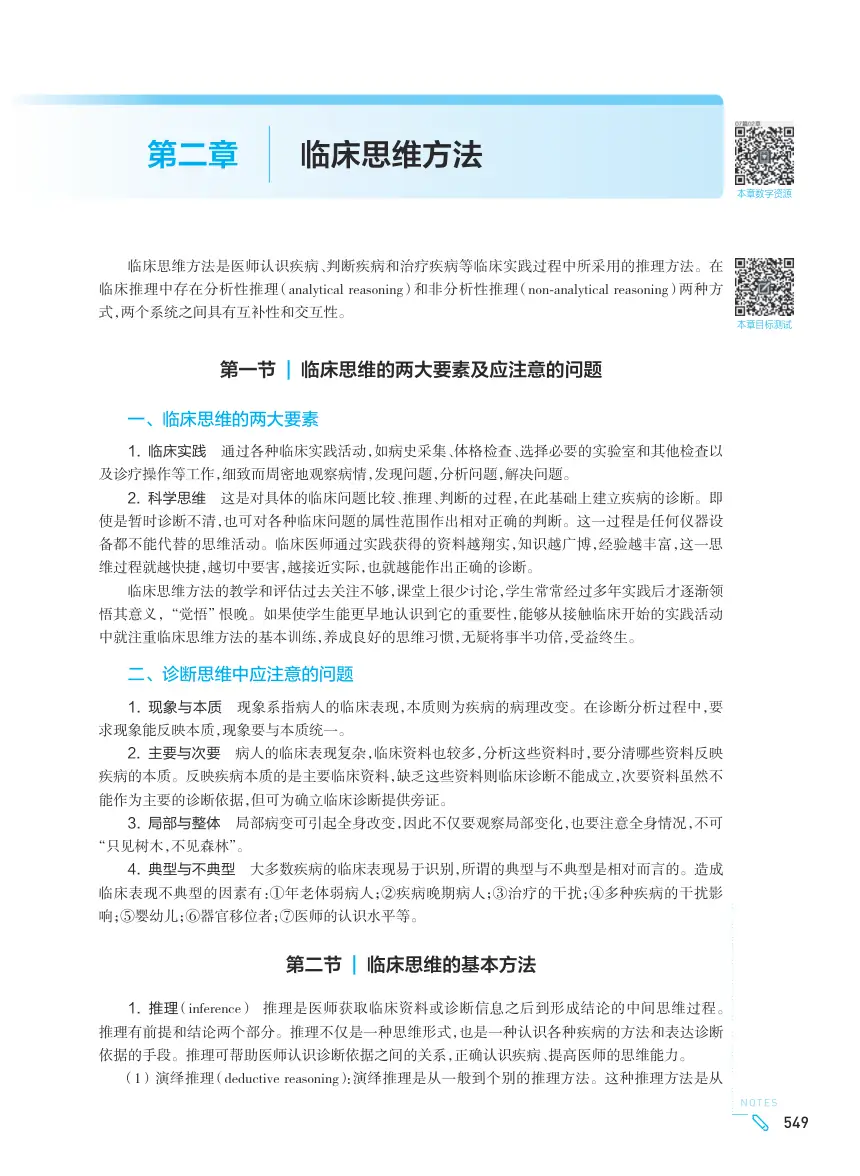 第二章 临床思维方法
07篇02章
本章数字资源
临床思维方法是医师认识疾病、判断疾病和治疗疾病等临床实践过程中所采用的推理方法。在
临床推理中存在分析性推理(analytical reasoning)和非分析性推理(non-analytical reasoning)两种方
式,两个系统之间具有互补性和交互性。
本章目标测试
第一节 | 临床思维的两大要素及应注意的问题
一、临床思维的两大要素
1. 临床实践 通过各种临床实践活动,如病史采集、体格检查、选择必要的实验室和其他检查以
及诊疗操作等工作,细致而周密地观察病情,发现问题,分析问题,解决问题。
2. 科学思维 这是对具体的临床问题比较、推理、判断的过程,在此基础上建立疾病的诊断。即
使是暂时诊断不清,也可对各种临床问题的属性范围作出相对正确的判断。这一过程是任何仪器设
备都不能代替的思维活动。临床医师通过实践获得的资料越翔实,知识越广博,经验越丰富,这一思
维过程就越快捷,越切中要害,越接近实际,也就越能作出正确的诊断。
临床思维方法的教学和评估过去关注不够,课堂上很少讨论,学生常常经过多年实践后才逐渐领
悟其意义,“觉悟”恨晚。如果使学生能更早地认识到它的重要性,能够从接触临床开始的实践活动
中就注重临床思维方法的基本训练,养成良好的思维习惯,无疑将事半功倍,受益终生。
二、诊断思维中应注意的问题
1. 现象与本质 现象系指病人的临床表现,本质则为疾病的病理改变。在诊断分析过程中,要
求现象能反映本质,现象要与本质统一。
2. 主要与次要 病人的临床表现复杂,临床资料也较多,分析这些资料时,要分清哪些资料反映
疾病的本质。反映疾病本质的是主要临床资料,缺乏这些资料则临床诊断不能成立,次要资料虽然不
能作为主要的诊断依据,但可为确立临床诊断提供旁证。
3. 局部与整体 局部病变可引起全身改变,因此不仅要观察局部变化,也要注意全身情况,不可
“只见树木,不见森林”。
4. 典型与不典型 大多数疾病的临床表现易于识别,所谓的典型与不典型是相对而言的。造成
临床表现不典型的因素有:①年老体弱病人;②疾病晚期病人;③治疗的干扰;④多种疾病的干扰影
响;⑤婴幼儿;⑥器官移位者;⑦医师的认识水平等。
第二节 | 临床思维的基本方法
1. 推理(inference) 推理是医师获取临床资料或诊断信息之后到形成结论的中间思维过程。
推理有前提和结论两个部分。推理不仅是一种思维形式,也是一种认识各种疾病的方法和表达诊断
依据的手段。推理可帮助医师认识诊断依据之间的关系,正确认识疾病、提高医师的思维能力。
(1)演绎推理(deductive reasoning):演绎推理是从一般到个别的推理方法。这种推理方法是从
NOTES
549